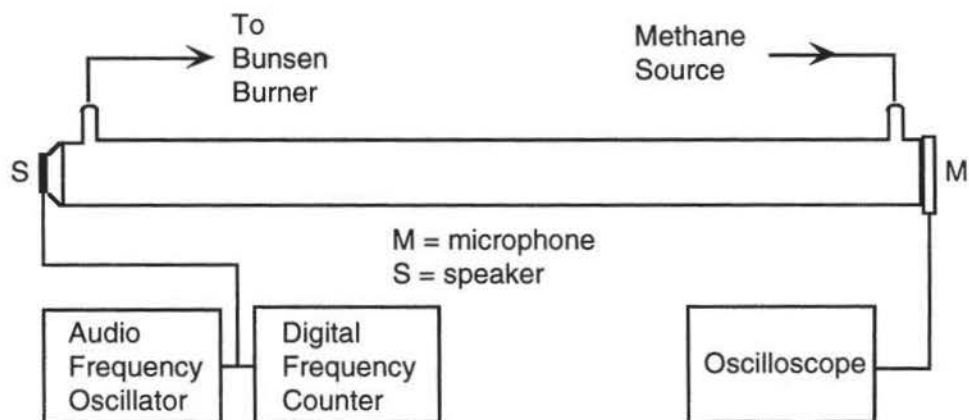 To
Bunsen
Burner
Methane
Source
S
M
M = microphone
S = speaker
Audio
Frequency
Oscillator
Digital
Frequency
Counter
Oscilloscope